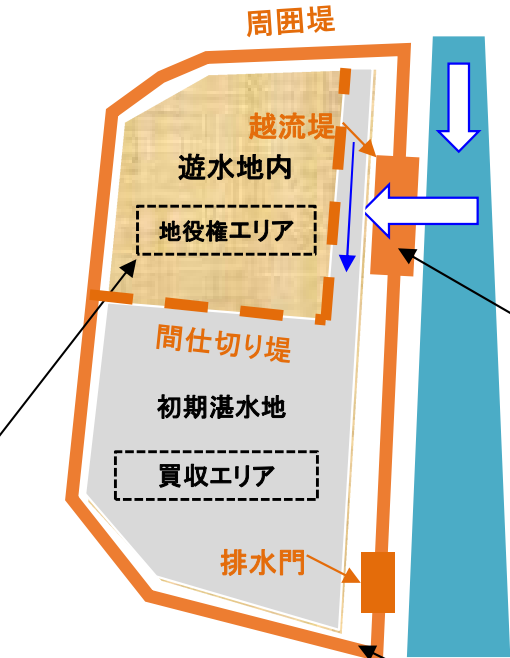 周囲堤
越流堤
遊水地内
地役権エリア
間仕切り堤
初期湛水地
買収エリア
排水門